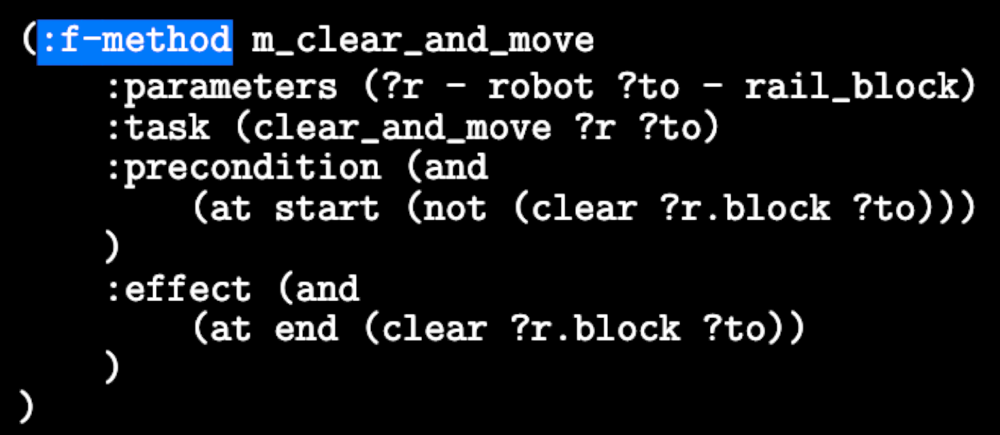 (:f-method m_clear_and_move
:parameters (?r - robot ?to - rail_block)
:task (clear_and_move ?r ?to)
:precondition (and
(at start (not (clear ?r.block ?to)))
)
:effect (and
(at end (clear ?r.block ?to))
)
)